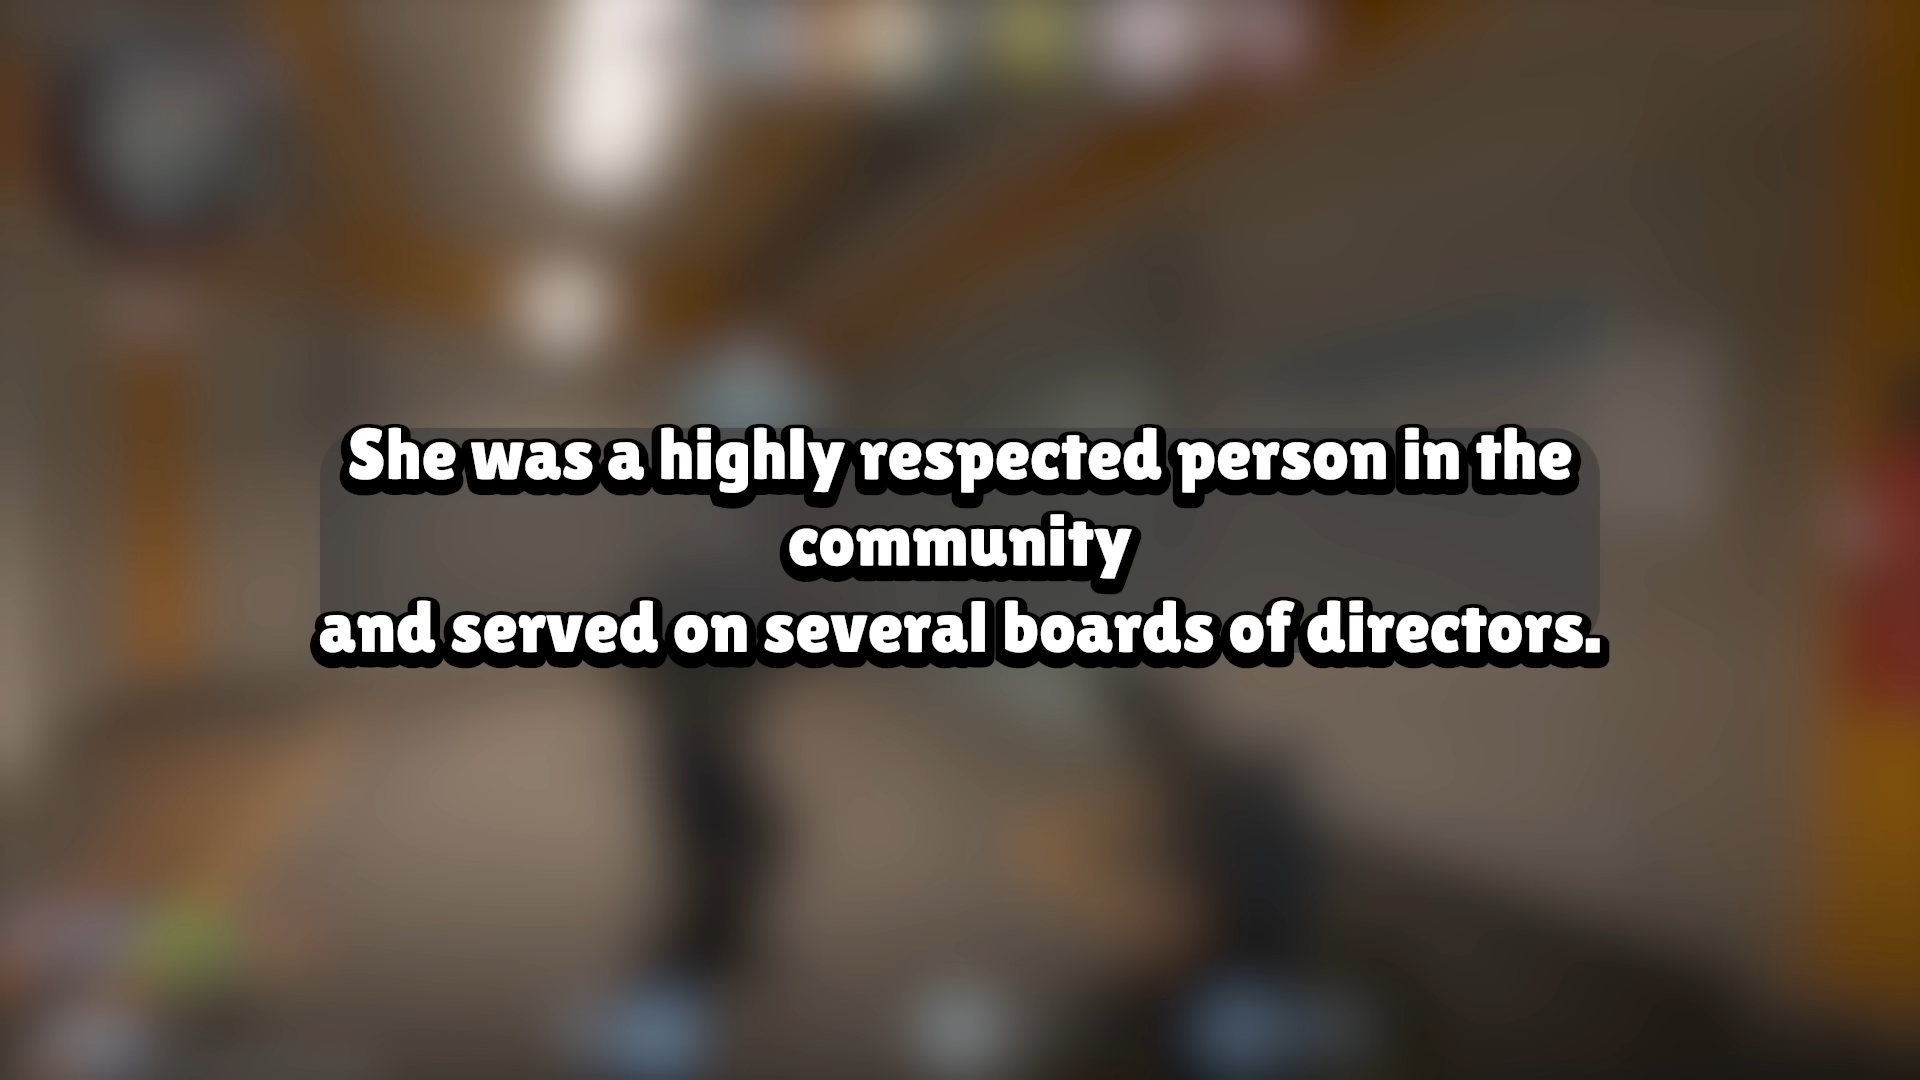 She was a highly respected person in the
community
and served on several boards of directors.